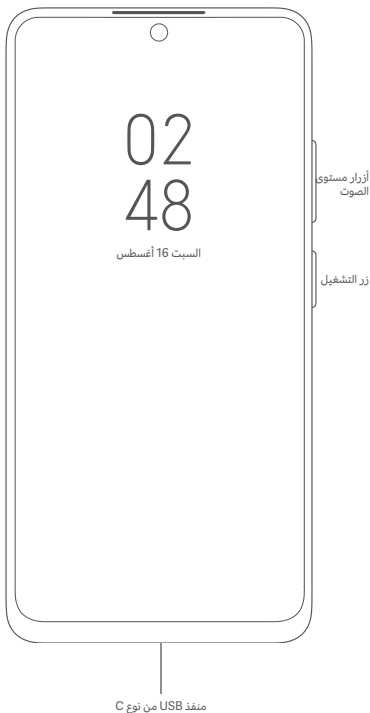 02
48
السبت 16 أغسطس
أزرار مستوى
الصوت
زر التشغيل
منفذ USB من نوع C